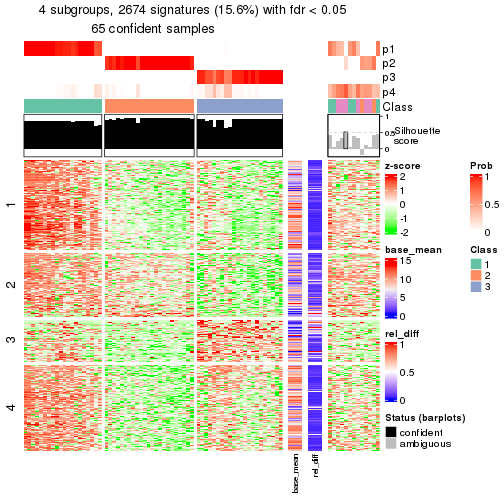 4 subgroups, 2674 signatures (15.6%) with fdr < 0.05
65 confident samples
p1
p2
p3
p4
Class
1
0.5
0
Silhouette
score
1
2
3
4
base_mean
rel_diff
z-score
2
1
0
-1
-2
base_mean
15
10
5
0
rel_diff
1
0.5
0
Status (barplots)
confident
ambiguous
Prob
1
0.5
0
Class
1
2
3